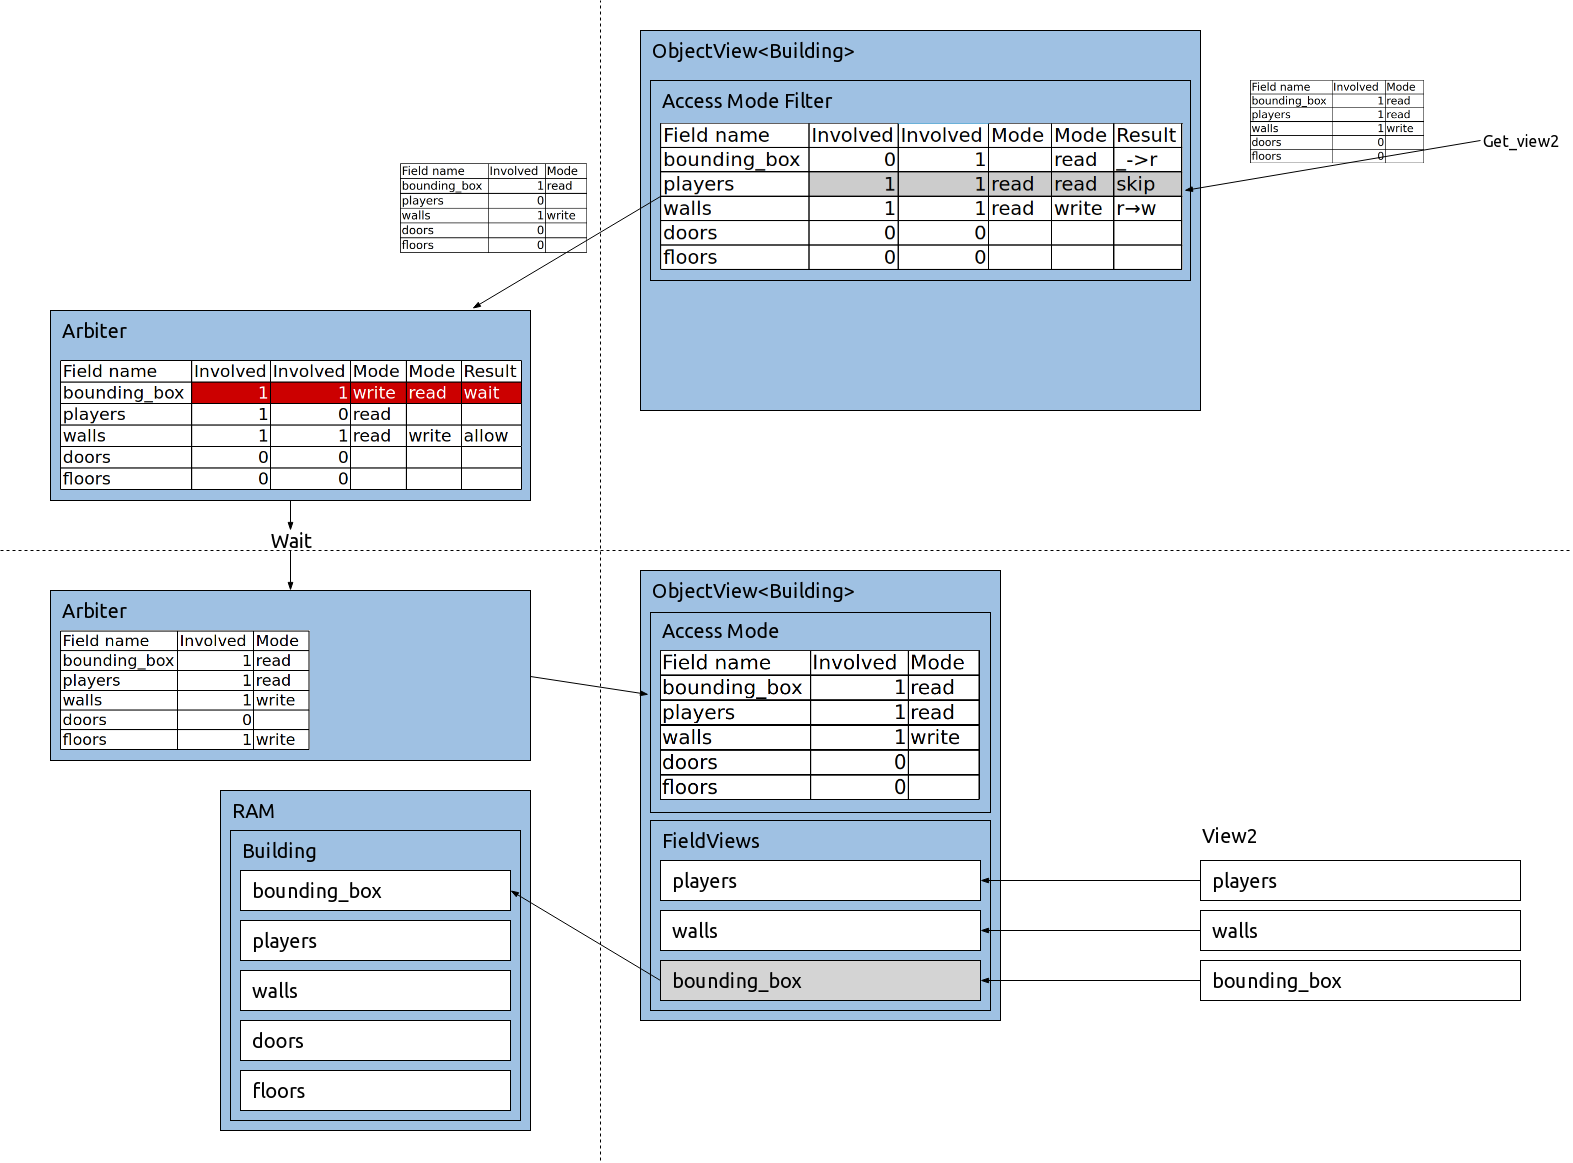 ObjectView<Building>
Access Mode Filter
Field name Involved Involved Mode Mode Result
bounding_box 0 1 read _->r
players 1 1 read read skip
walls 1 1 read write r→w
doors 0 0
floors 0 0
Field name Involved Mode
bounding_box 1 read
players 1 read
walls 1 write
doors 0
floors 0
Get_view2
Field name Involved Mode
bounding_box 1 read
players 0
walls 1 write
doors 0
floors 0
Arbiter
Field name Involved Involved Mode Mode Result
bounding_box 1 1 write read wait
players 1 0 read
walls 1 1 read write allow
doors 0 0
floors 0 0
Wait
Arbiter
Field name Involved Mode
bounding_box 1 read
players 1 read
walls 1 write
doors 0
floors 1 write
ObjectView<Building>
Access Mode
Field name Involved Mode
bounding_box 1 read
players 1 read
walls 1 write
doors 0
floors 0
FieldViews
players
walls
bounding_box
View2
players
walls
bounding_box
RAM
Building
bounding_box
players
walls
doors
floors